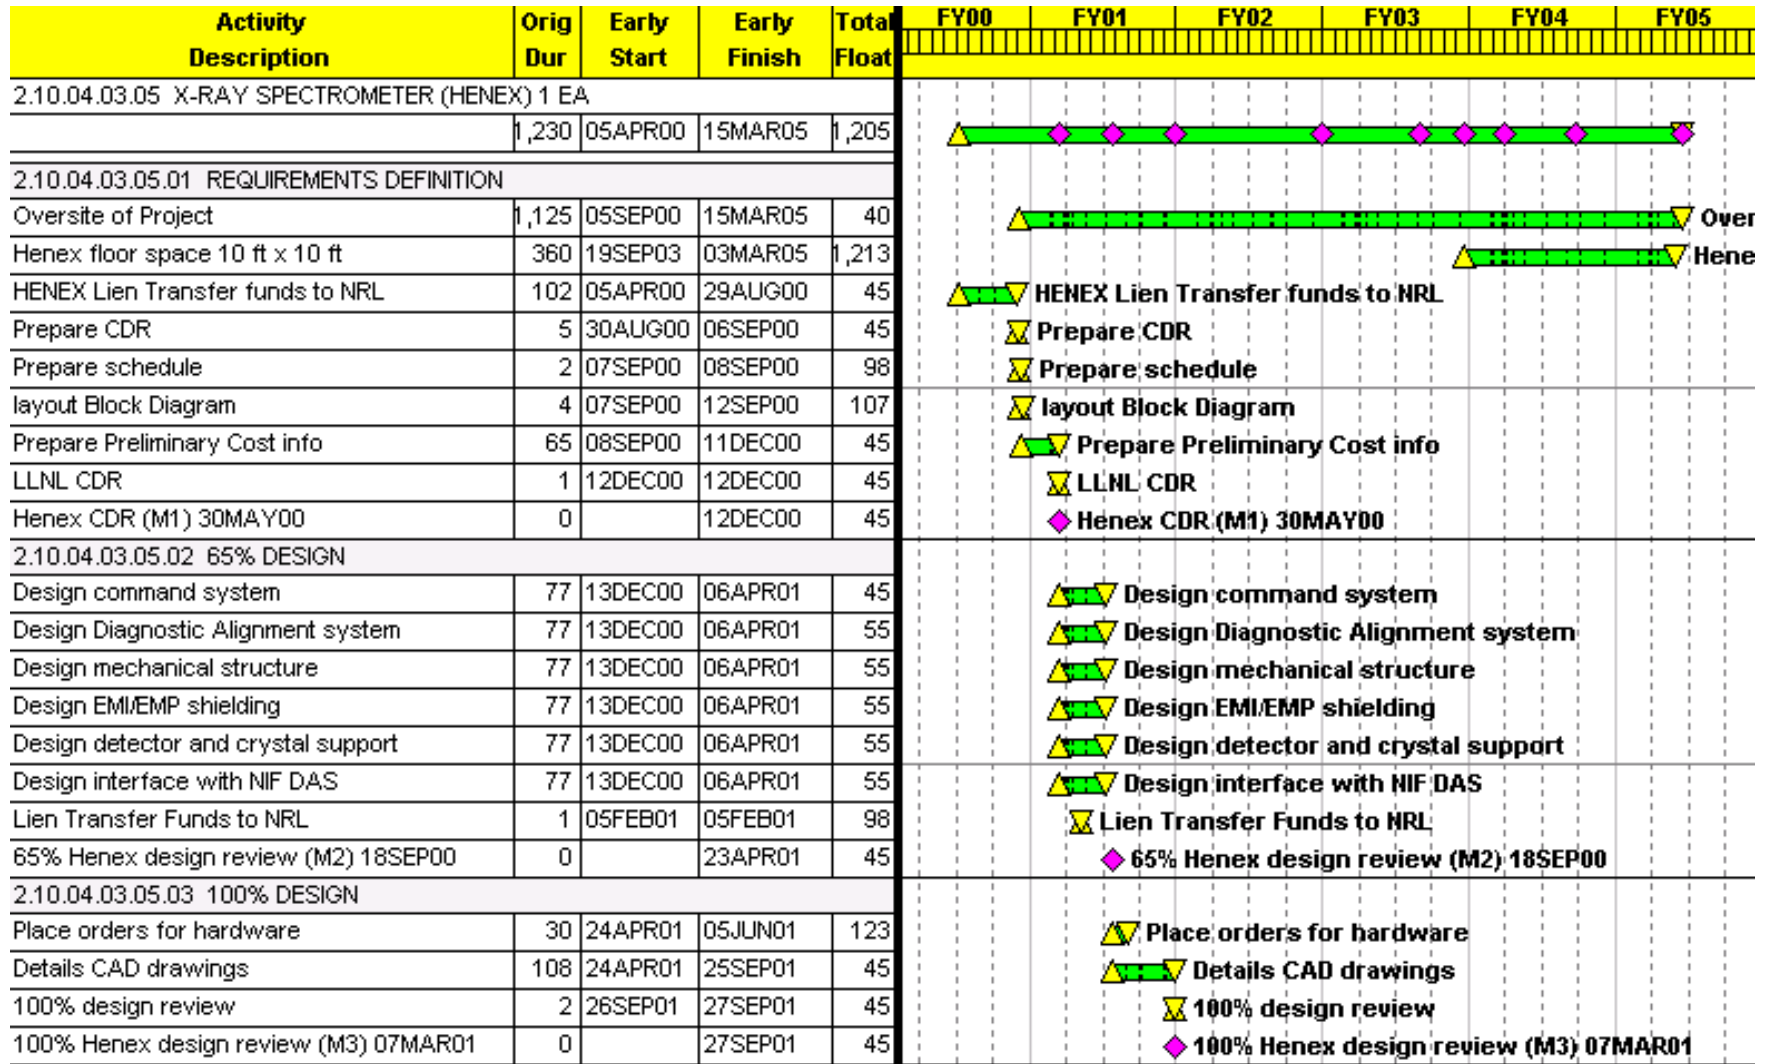 Activity Description Orig Dur Early Start Early Finish Total Float FY00 FY01 FY02 FY03 FY04 FY05
2.10.04.03.05 X-RAY SPECTROMETER (HENEX) 1 EA
1,230 05APR00 15MAR05 1,205
2.10.04.03.05.01 REQUIREMENTS DEFINITION
Oversite of Project 1,125 05SEP00 15MAR05 40 Over
Henex floor space 10 ft x 10 ft 360 19SEP03 03MAR05 1,213 Hene
HENEX Lien Transfer funds to NRL 102 05APR00 29AUG00 45 HENEX Lien Transfer funds to NRL
Prepare CDR 5 30AUG00 06SEP00 45 Prepare CDR
Prepare schedule 2 07SEP00 08SEP00 98 Prepare schedule
layout Block Diagram 4 07SEP00 12SEP00 107 layout Block Diagram
Prepare Preliminary Cost info 65 08SEP00 11DEC00 45 Prepare Preliminary Cost info
LLNL CDR 1 12DEC00 12DEC00 45 LLNL CDR
Henex CDR (M1) 30MAY00 0 12DEC00 45 Henex CDR (M1) 30MAY00
2.10.04.03.05.02 65% DESIGN
Design command system 77 13DEC00 06APR01 45 Design command system
Design Diagnostic Alignment system 77 13DEC00 06APR01 55 Design Diagnostic Alignment system
Design mechanical structure 77 13DEC00 06APR01 55 Design mechanical structure
Design EMI/EMP shielding 77 13DEC00 06APR01 55 Design EMI/EMP shielding
Design detector and crystal support 77 13DEC00 06APR01 55 Design detector and crystal support
Design interface with NIF DAS 77 13DEC00 06APR01 55 Design interface with NIF DAS
Lien Transfer Funds to NRL 1 05FEB01 05FEB01 98 Lien Transfer Funds to NRL
65% Henex design review (M2) 18SEP00 0 23APR01 45 65% Henex design review (M2) 18SEP00
2.10.04.03.05.03 100% DESIGN
Place orders for hardware 30 24APR01 05JUN01 123 Place orders for hardware
Details CAD drawings 108 24APR01 25SEP01 45 Details CAD drawings
100% design review 2 26SEP01 27SEP01 45 100% design review
100% Henex design review (M3) 07MAR01 0 27SEP01 45 100% Henex design review (M3) 07MAR01